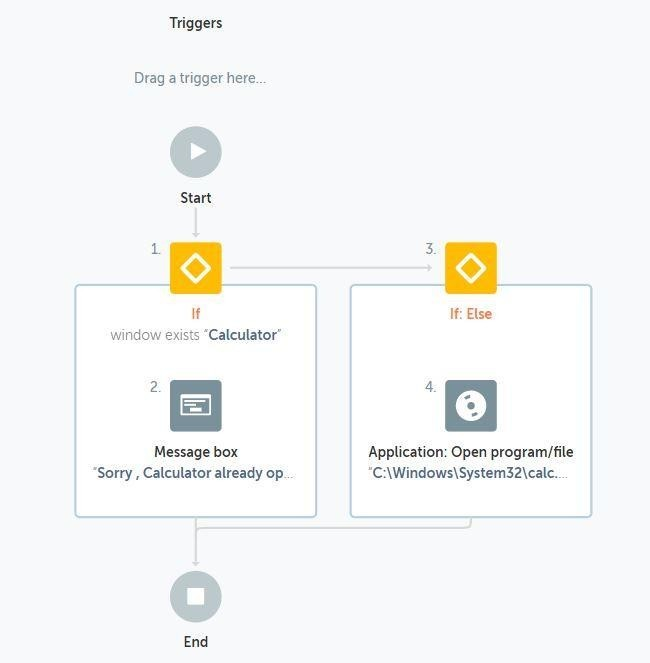 Triggers
Drag a trigger here...
Start
1.
If
window exists “Calculator”
2.
Message box
“Sorry , Calculator already op...
3.
If: Else
4.
Application: Open program/file
“C:\Windows\System32\calc....
End